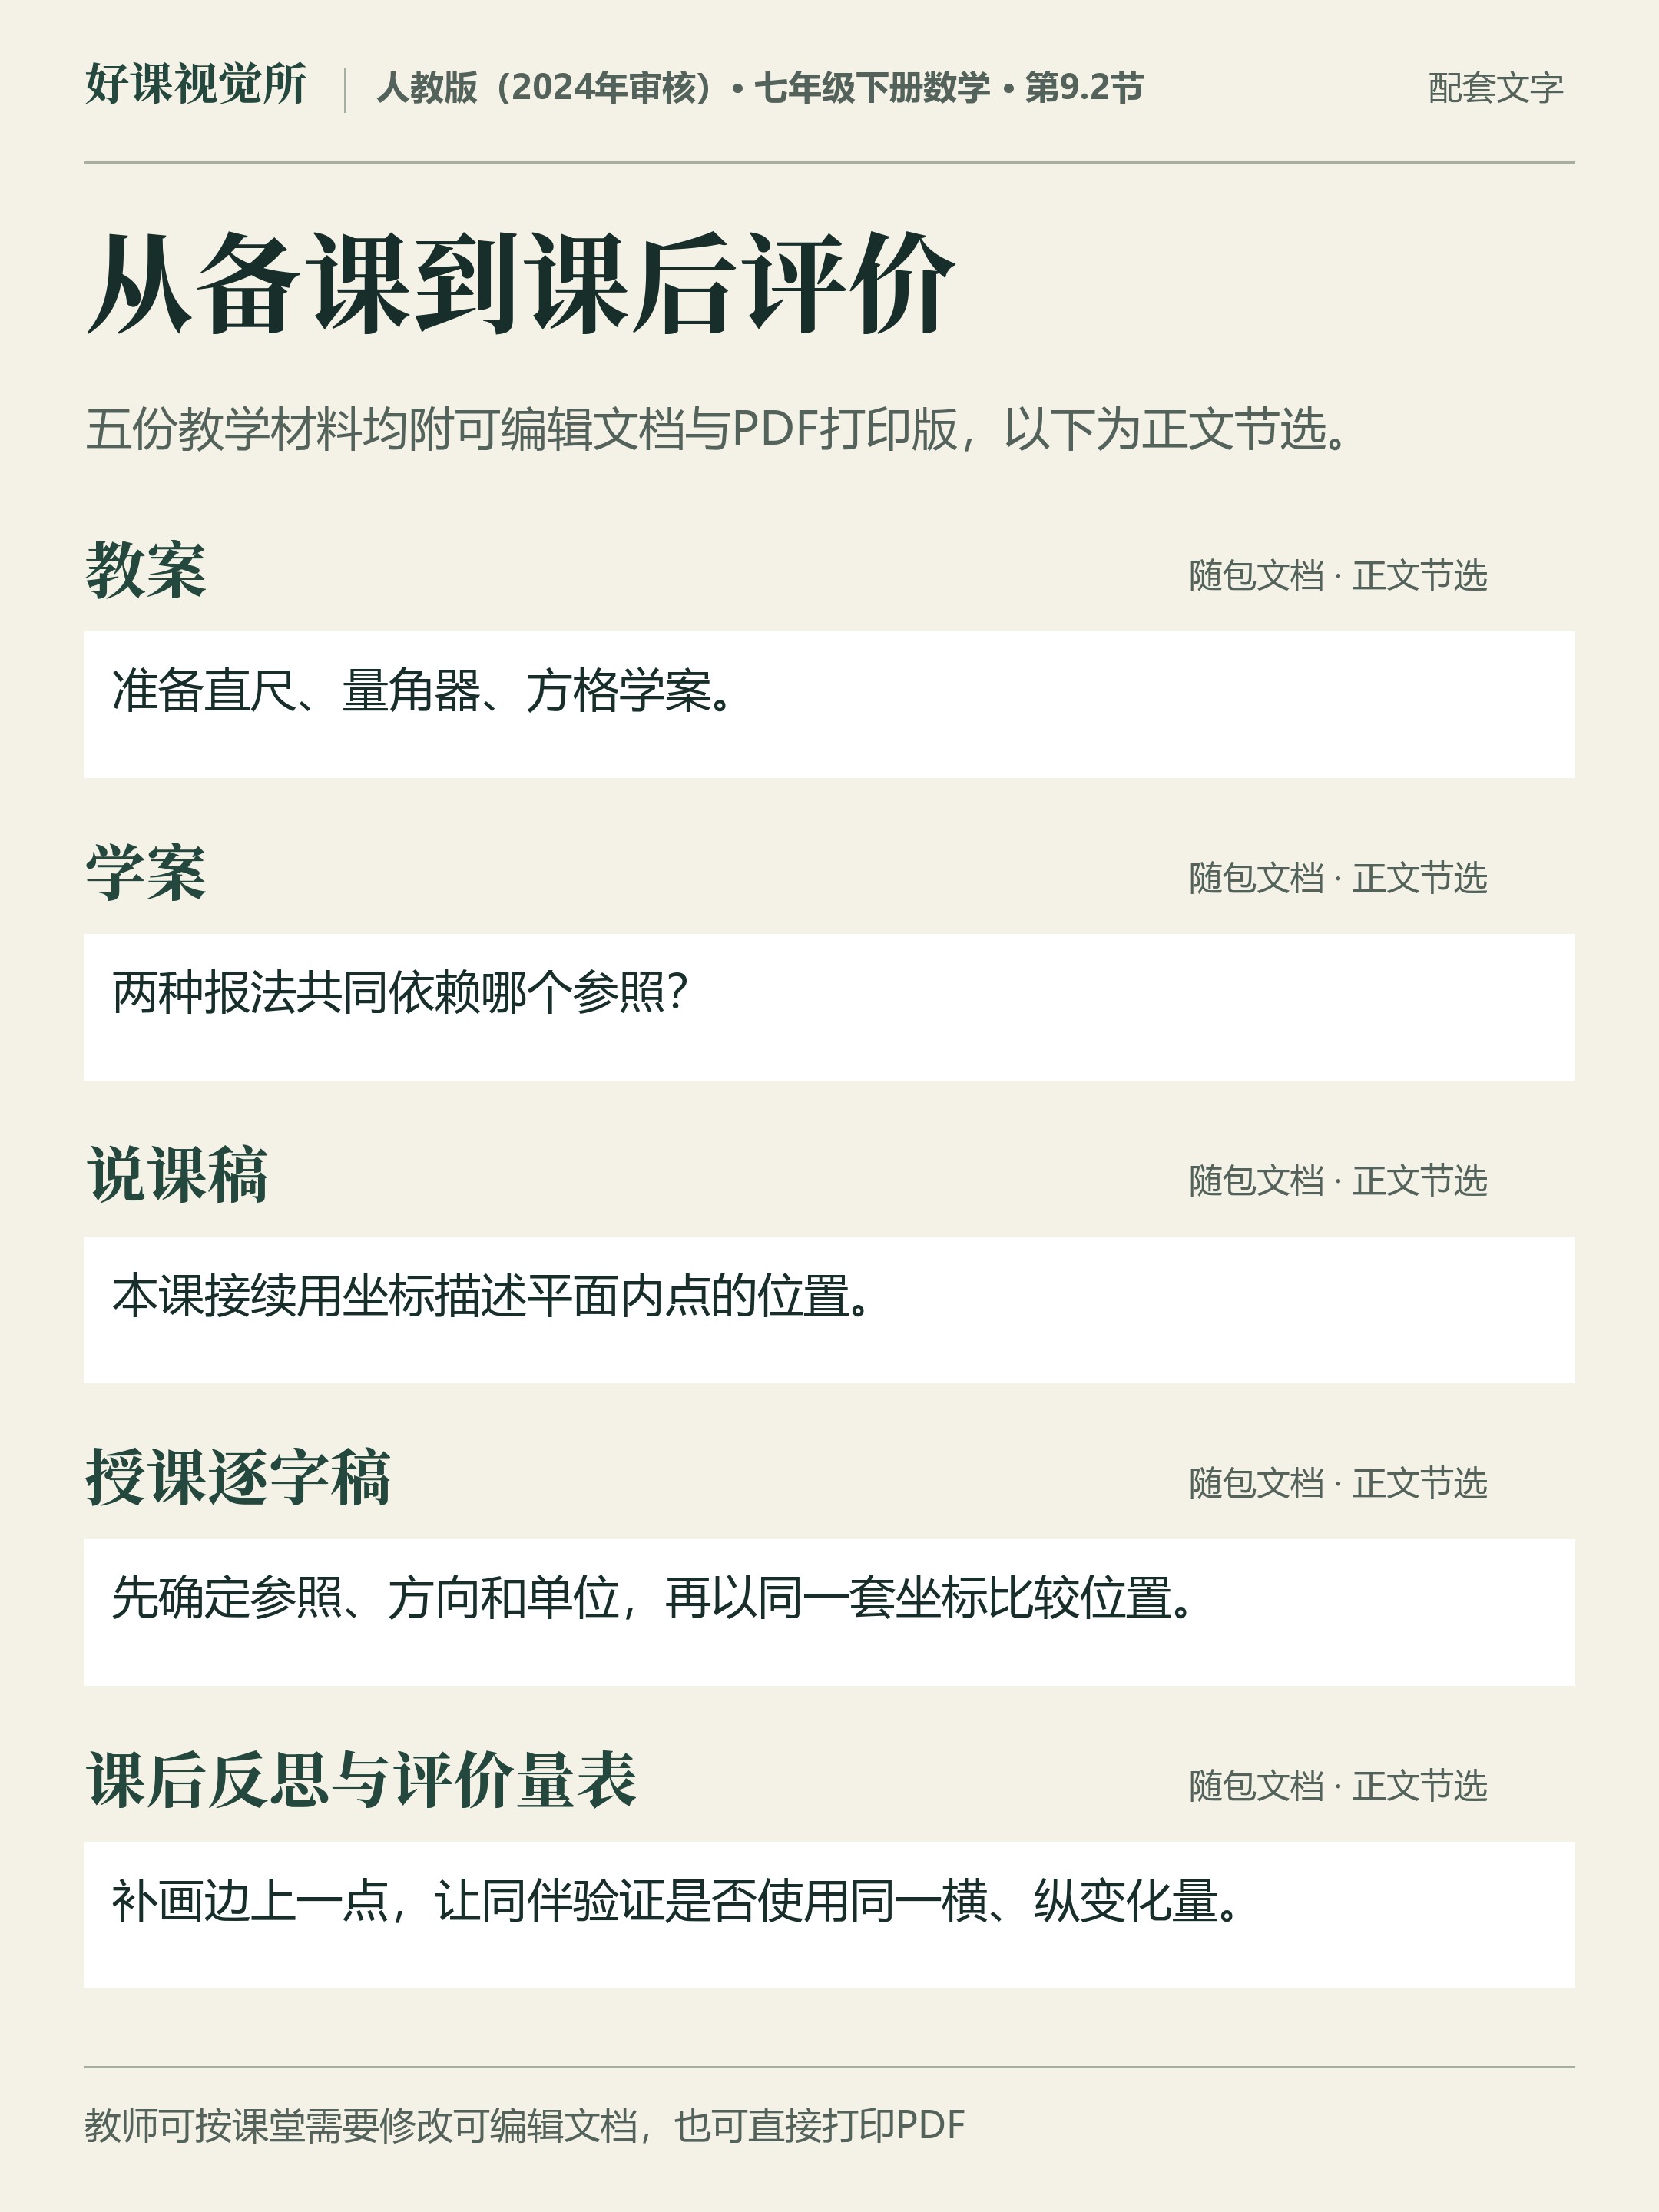 好课视觉所 人教版（2024年审核）• 七年级下册数学 • 第9.2节 配套文字
从备课到课后评价
五份教学材料均附可编辑文档与PDF打印版，以下为正文节选。
教案 随包文档 · 正文节选
准备直尺、量角器、方格学案。
学案 随包文档 · 正文节选
两种报法共同依赖哪个参照？
说课稿 随包文档 · 正文节选
本课接续用坐标描述平面内点的位置。
授课逐字稿 随包文档 · 正文节选
先确定参照、方向和单位，再以同一套坐标比较位置。
课后反思与评价量表 随包文档 · 正文节选
补画边上一点，让同伴验证是否使用同一横、纵变化量。
教师可按课堂需要修改可编辑文档，也可直接打印PDF